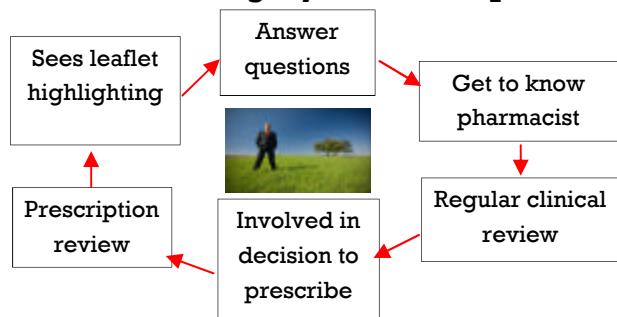 Answer
questions
Sees leaflet
highlighting
Get to know
pharmacist
Regular clinical
review
Involved in
decision to
prescribe
Prescription
review